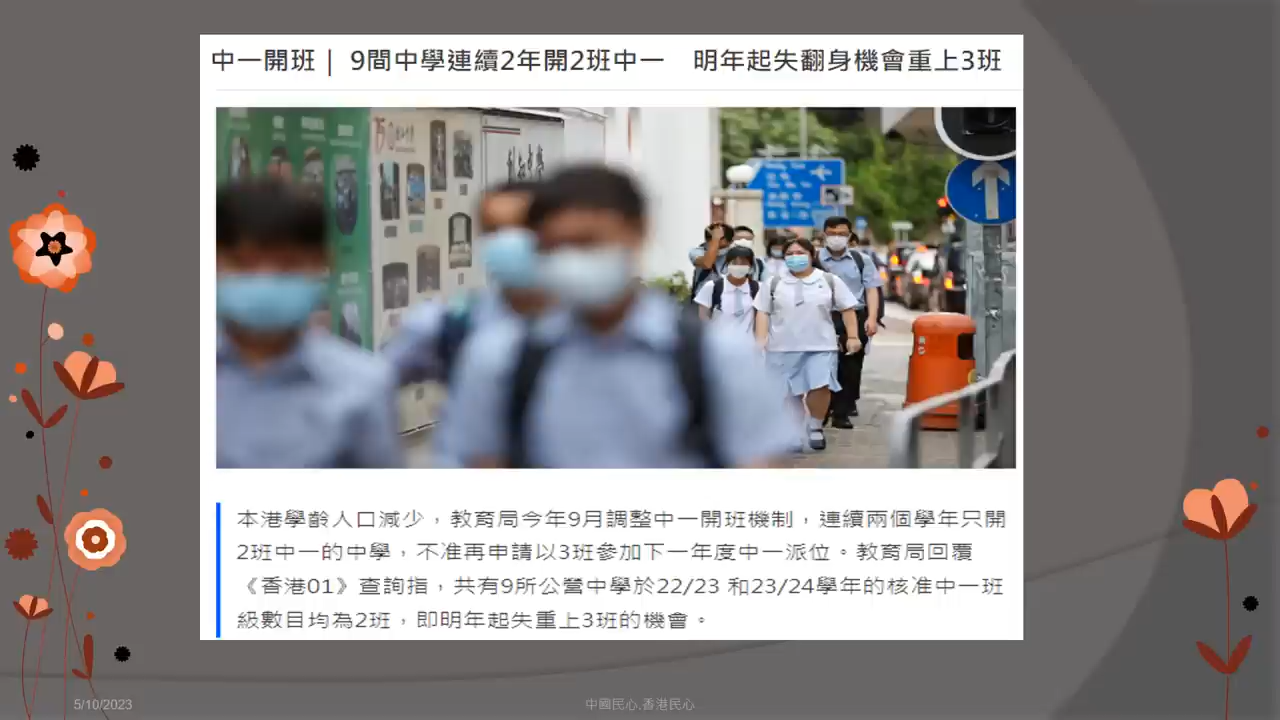 中一開班｜ 9間中學連續2年開2班中一　明年起失翻身機會重上3班
本港學齡人口減少，教育局今年9月調整中一開班機制，連續兩個學年只開
2班中一的中學，不准再申請以3班參加下一年度中一派位。教育局回覆
《香港01》查詢指，共有9所公營中學於22/23 和23/24學年的核准中一班
級數目均為2班，即明年起失重上3班的機會。
5/10/2023
中國民心,香港民心